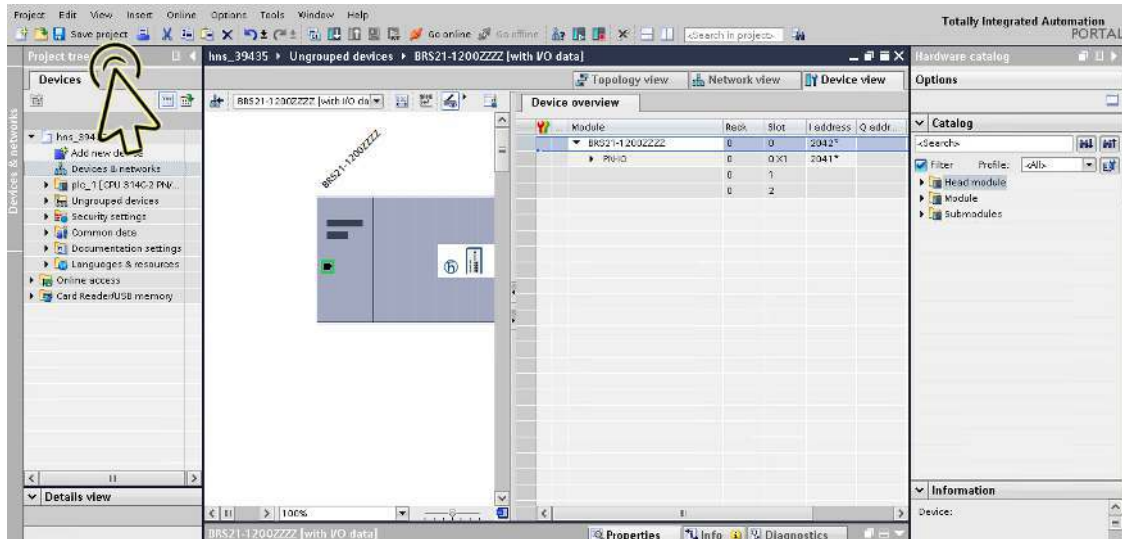 Project Edit View Insert Online Options Tools Window Help
Totally Integrated Automation
PORTAL
Save project
Go online
Go offline
<Search in project>
Project tree
hns_39435 ▸ Ungrouped devices ▸ BRS21-1200ZZZZ [with I/O data]
Hardware catalog
Devices
Topology view
Network view
Device view
Options
BRS21-1200ZZZZ [with I/O da
Device overview
Devices & networks
Module Rack Slot I address Q addr...
Catalog
BRS21-1200ZZZZ 0 0 2042*
<Search>
Add new
PN-IO 0 0 X1 2041*
Devices & networks
0 1
Filter Profile: <All>
plc_1 [CPU 314C-2 PN/...
0 2
Head module
Ungrouped devices
Module
Security settings
Submodules
Common data
Documentation settings
Languages & resources
Online access
Card Reader/USB memory
BRS21-1200ZZZZ
Details view
Information
100%
Device:
BRS21-1200ZZZZ [with I/O data]
Properties
Info
Diagnostics